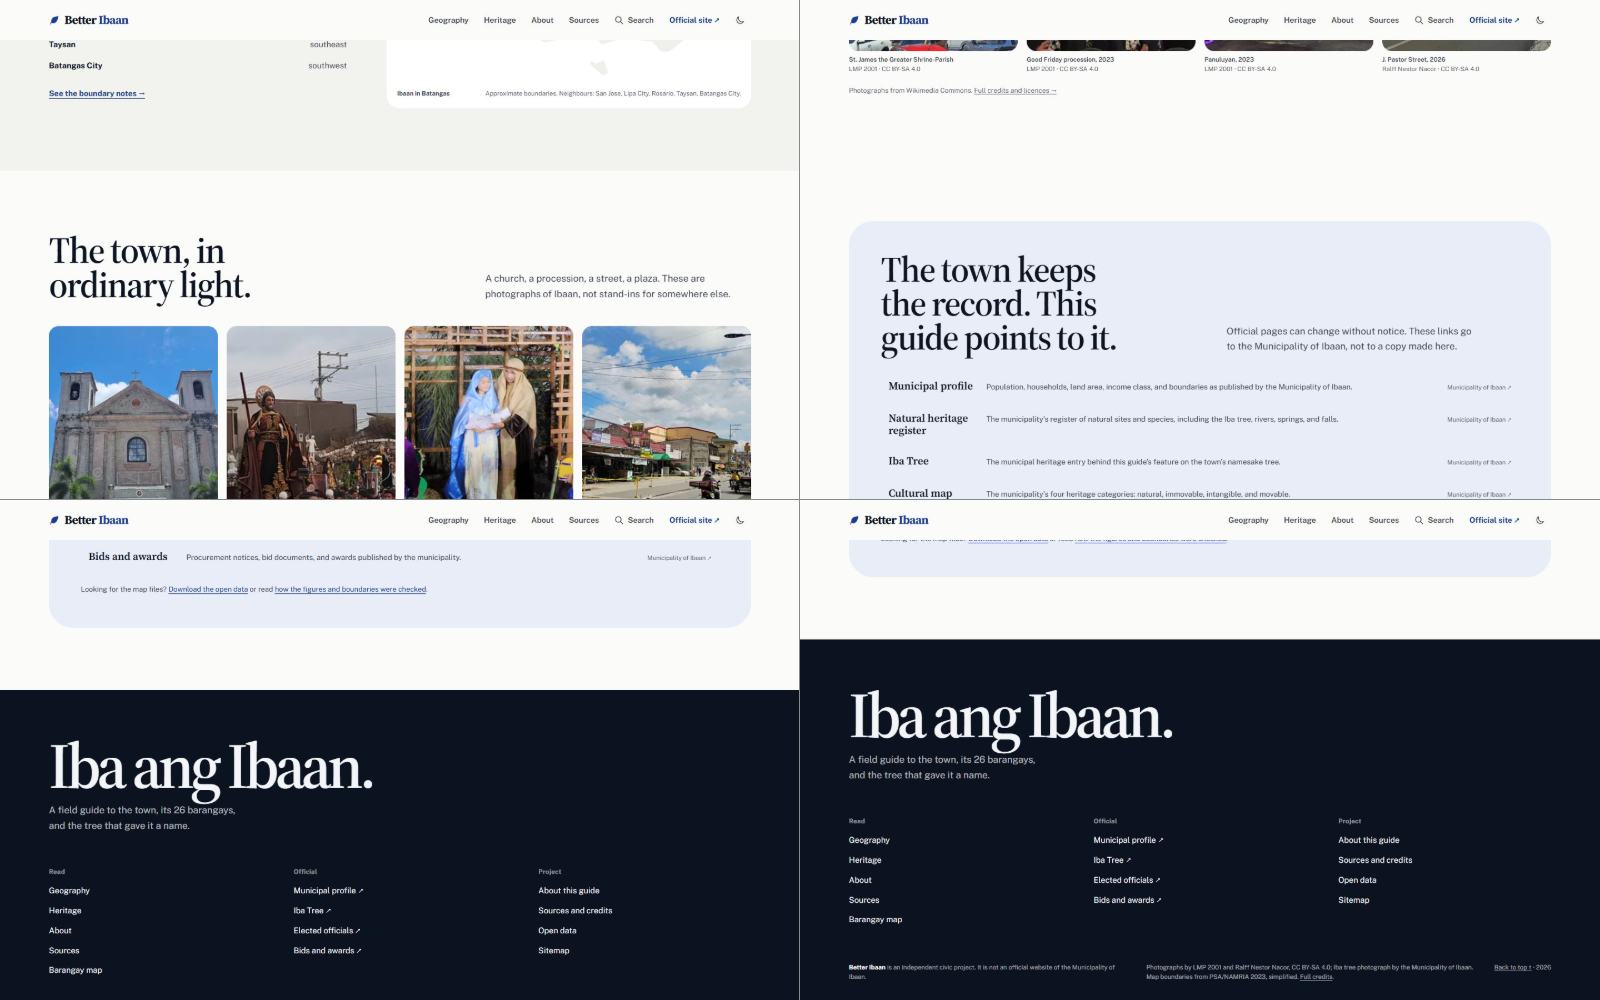 Better Ibaan
Geography Heritage About Sources Search Official site ↗
Taysan southeast
Batangas City southwest
See the boundary notes →
Ibaan in Batangas Approximate boundaries. Neighbours: San Jose, Lipa City, Rosario, Taysan, Batangas City.
The town, in
ordinary light.
A church, a procession, a street, a plaza. These are
photographs of Ibaan, not stand-ins for somewhere else.
Better Ibaan
Geography Heritage About Sources Search Official site ↗
St. James the Greater Shrine-Parish
LMP 2001 · CC BY-SA 4.0
Good Friday procession, 2023
LMP 2001 · CC BY-SA 4.0
Panuluyan, 2023
LMP 2001 · CC BY-SA 4.0
J. Pastor Street, 2026
Ralff Nestor Nacor · CC BY-SA 4.0
Photographs from Wikimedia Commons. Full credits and licences →
The town keeps
the record. This
guide points to it.
Official pages can change without notice. These links go
to the Municipality of Ibaan, not to a copy made here.
Municipal profile Population, households, land area, income class, and boundaries as published by the Municipality of Ibaan. Municipality of Ibaan ↗
Natural heritage
register
The municipality's register of natural sites and species, including the Iba tree, rivers, springs, and falls. Municipality of Ibaan ↗
Iba Tree The municipal heritage entry behind this guide's feature on the town's namesake tree. Municipality of Ibaan ↗
Cultural map The municipality's four heritage categories: natural, immovable, intangible, and movable. Municipality of Ibaan ↗
Better Ibaan
Geography Heritage About Sources Search Official site ↗
Bids and awards Procurement notices, bid documents, and awards published by the municipality. Municipality of Ibaan ↗
Looking for the map files? Download the open data or read how the figures and boundaries were checked.
Iba ang Ibaan.
A field guide to the town, its 26 barangays,
and the tree that gave it a name.
Read
Geography
Heritage
About
Sources
Barangay map
Official
Municipal profile ↗
Iba Tree ↗
Elected officials ↗
Bids and awards ↗
Project
About this guide
Sources and credits
Open data
Sitemap
Better Ibaan
Geography Heritage About Sources Search Official site ↗
Iba ang Ibaan.
A field guide to the town, its 26 barangays,
and the tree that gave it a name.
Read
Geography
Heritage
About
Sources
Barangay map
Official
Municipal profile ↗
Iba Tree ↗
Elected officials ↗
Bids and awards ↗
Project
About this guide
Sources and credits
Open data
Sitemap
Better Ibaan is an independent civic project. It is not an official website of the Municipality of
Ibaan.
Photographs by LMP 2001 and Ralff Nestor Nacor, CC BY-SA 4.0; Iba tree photograph by the Municipality of Ibaan.
Map boundaries from PSA/NAMRIA 2023, simplified. Full credits.
Back to top ↑ · 2026